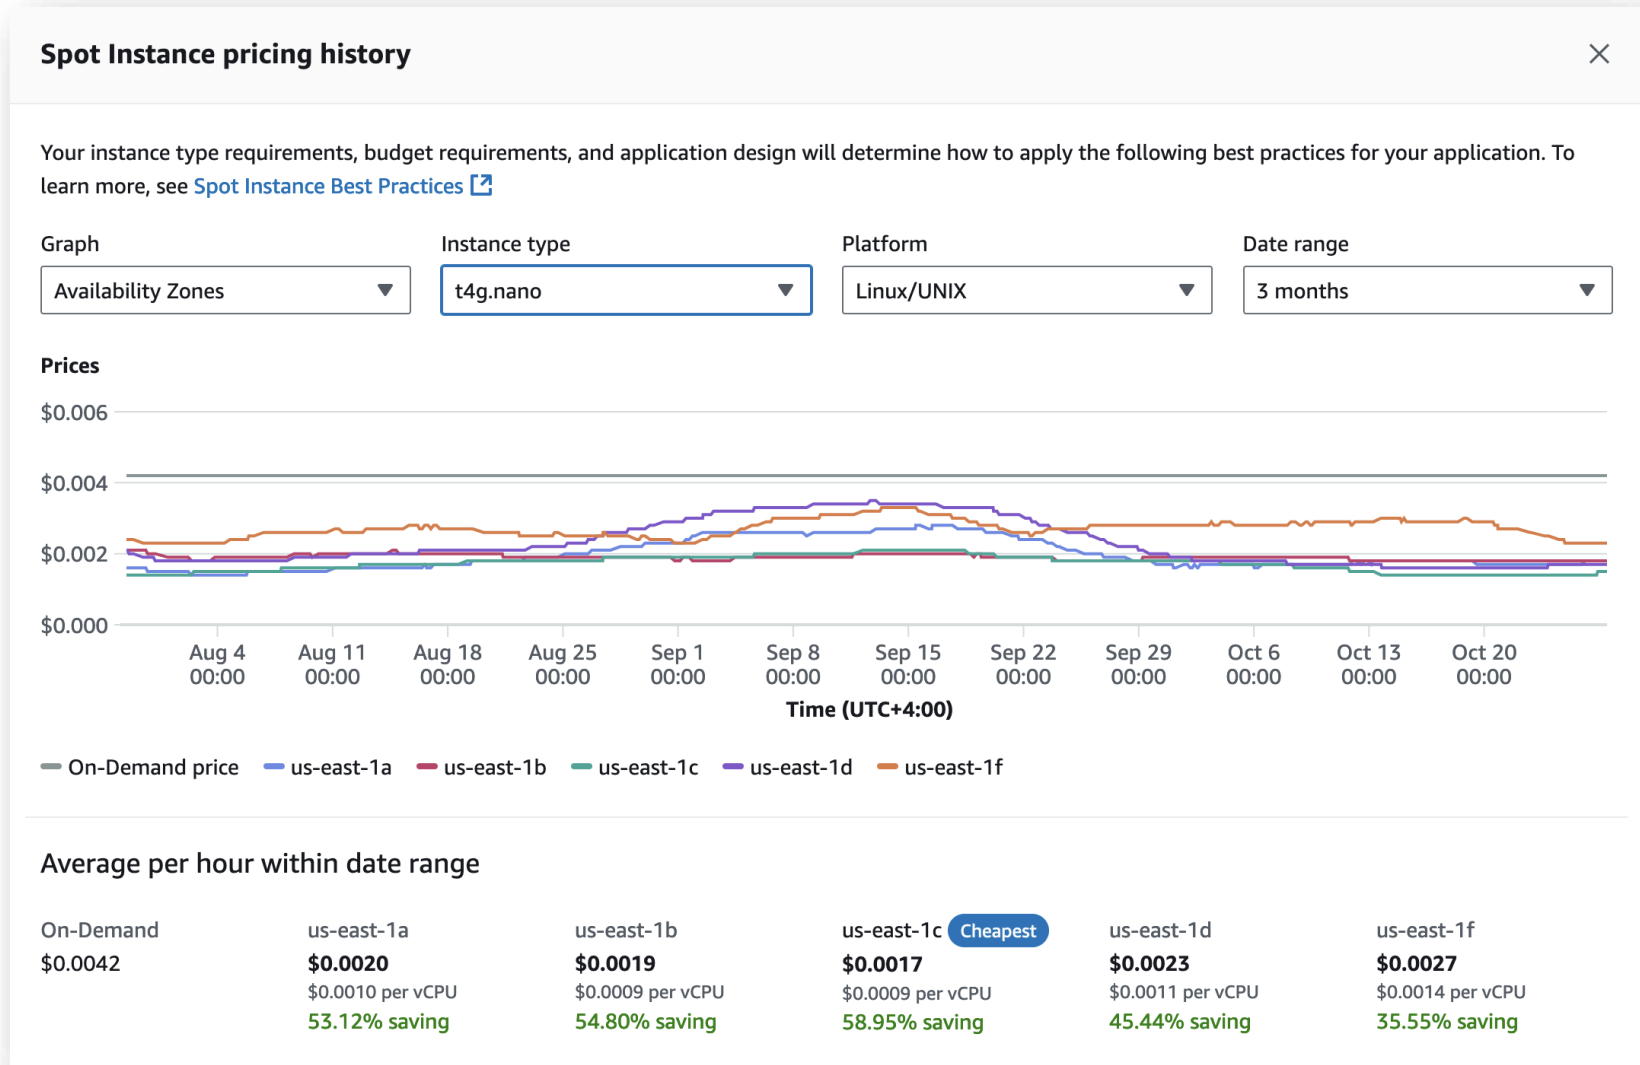 Spot Instance pricing history
Your instance type requirements, budget requirements, and application design will determine how to apply the following best practices for your application. To
learn more, see Spot Instance Best Practices
Graph
Instance type
Platform
Date range
Availability Zones
t4g.nano
Linux/UNIX
3 months
Prices
$0.006
$0.004
$0.002
$0.000
Aug 4 Aug 11 Aug 18 Aug 25 Sep 1 Sep 8 Sep 15 Sep 22 Sep 29 Oct 6 Oct 13 Oct 20
00:00 00:00 00:00 00:00 00:00 00:00 00:00 00:00 00:00 00:00 00:00 00:00
Time (UTC+4:00)
On-Demand price us-east-1a us-east-1b us-east-1c us-east-1d us-east-1f
Average per hour within date range
On-Demand
$0.0042
us-east-1a
$0.0020
$0.0010 per vCPU
53.12% saving
us-east-1b
$0.0019
$0.0009 per vCPU
54.80% saving
us-east-1c Cheapest
$0.0017
$0.0009 per vCPU
58.95% saving
us-east-1d
$0.0023
$0.0011 per vCPU
45.44% saving
us-east-1f
$0.0027
$0.0014 per vCPU
35.55% saving